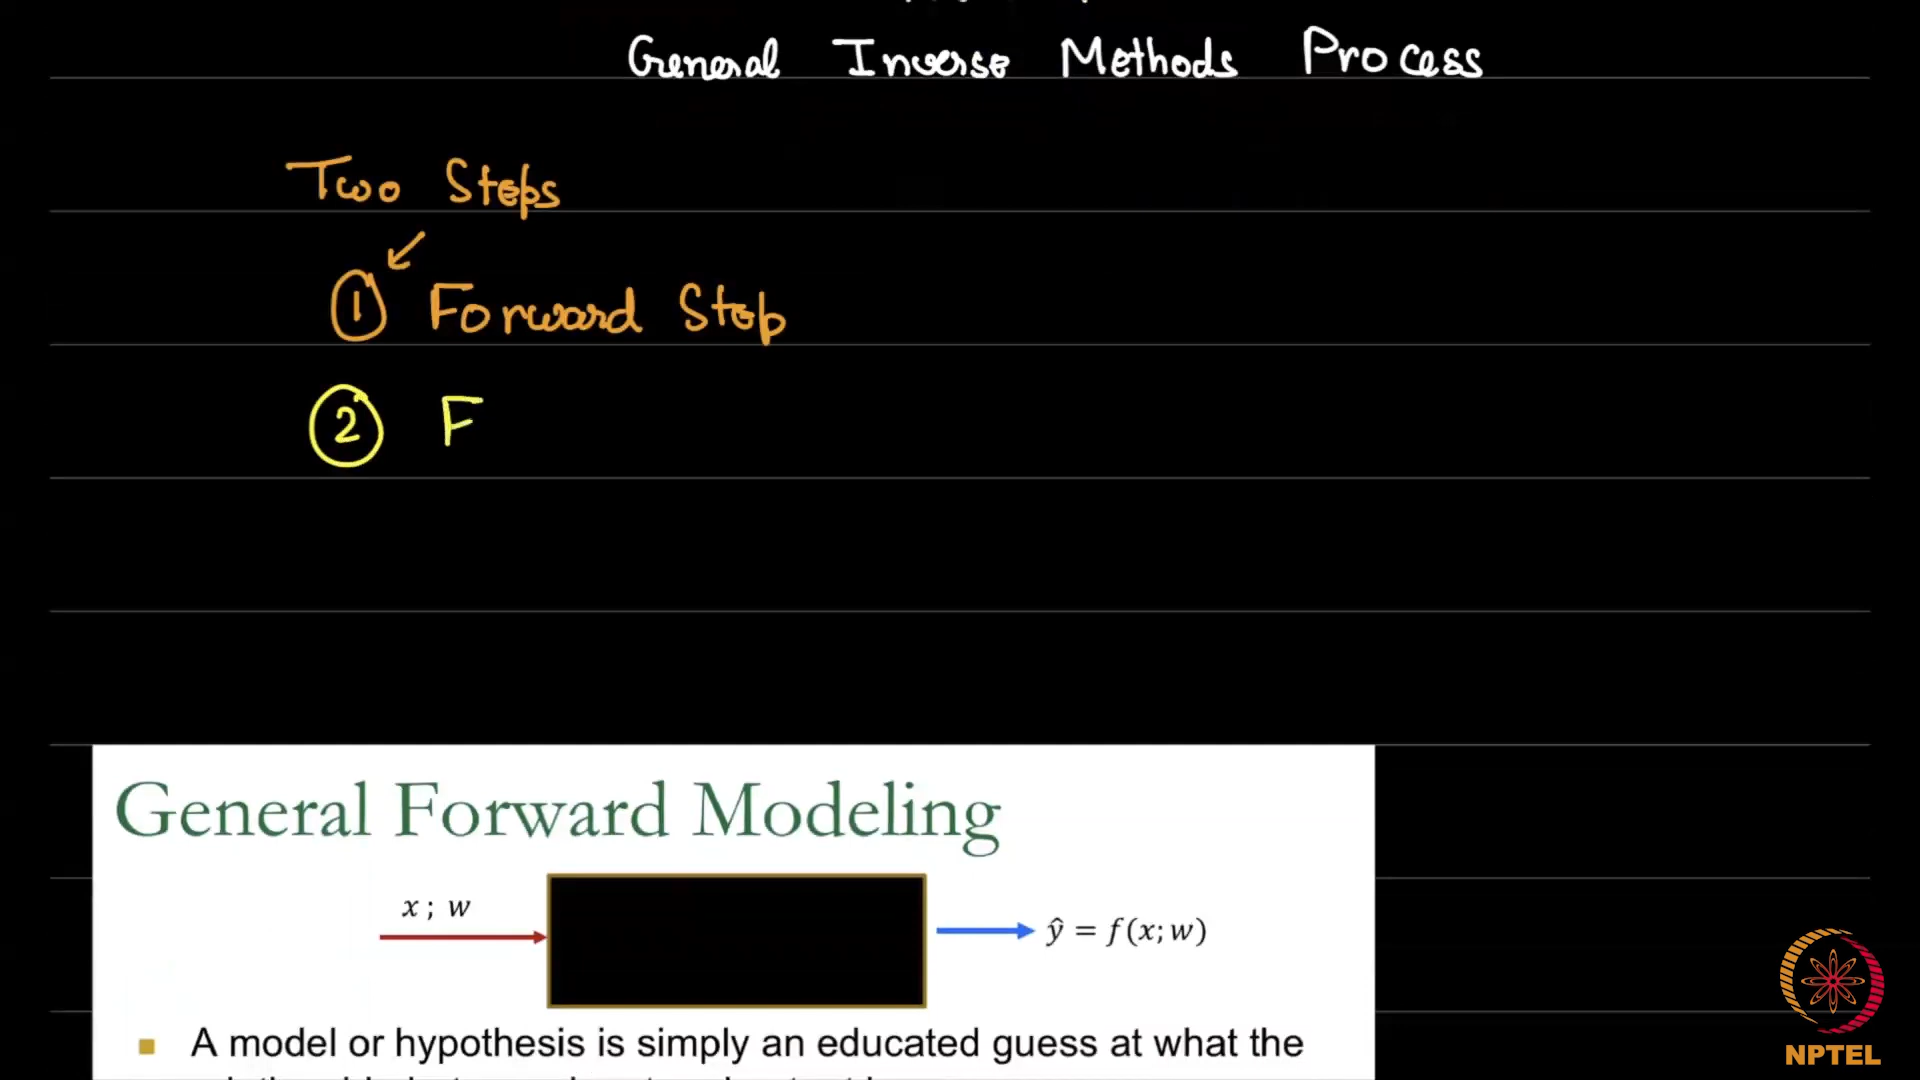 General Inverse Methods Process
Two Steps
1 Forward Step
2 F
General Forward Modeling
x ; w
ŷ = f(x; w)
A model or hypothesis is simply an educated guess at what the
NPTEL